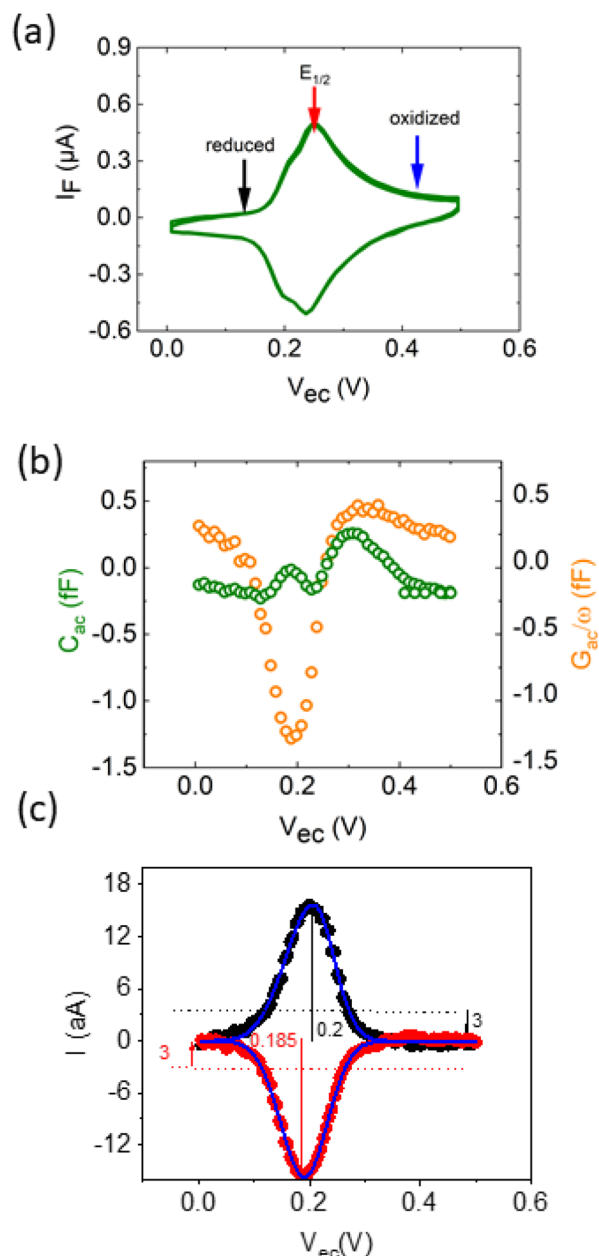 (a)
0.9
0.6
0.3
0.0
-0.3
-0.6
I_F (µA)
reduced
E_1/2
oxidized
0.0
0.2
0.4
0.6
V_ec (V)
(b)
0.5
0.0
-0.5
-1.0
-1.5
C_ac (fF)
0.5
0.0
-0.5
-1.0
-1.5
G_ac/ω (fF)
0.0
0.2
0.4
0.6
V_ec (V)
(c)
18
12
6
0
-6
-12
I (aA)
3
0.185
0.2
3
0.0
0.2
0.4
0.6
V_ec(V)